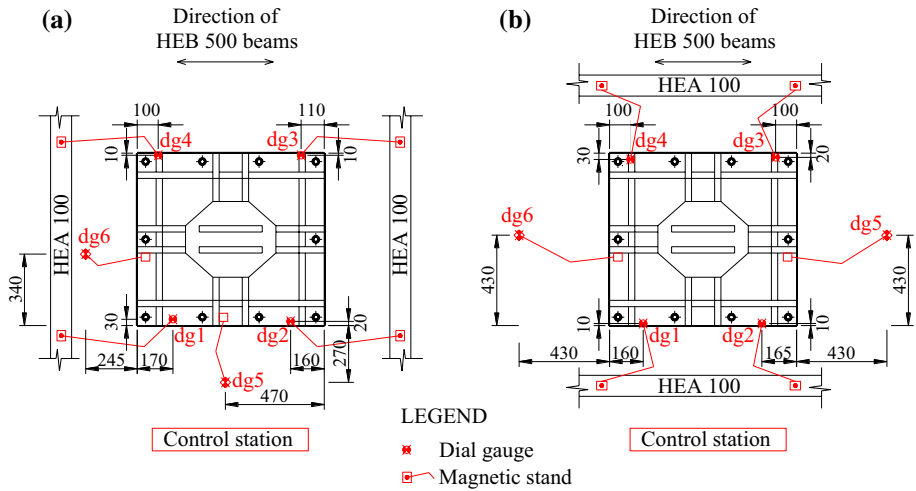 (a)
Direction of
HEB 500 beams
100
110
dg4
dg3
10
10
HEA 100
HEA 100
dg6
340
30
dg1
dg2
20
270
245
170
160
dg5
470
Control station
(b)
Direction of
HEB 500 beams
HEA 100
100
100
dg4
dg3
30
20
dg6
dg5
430
430
10
dg1
dg2
10
430
160
165
430
HEA 100
Control station
LEGEND
Dial gauge
Magnetic stand